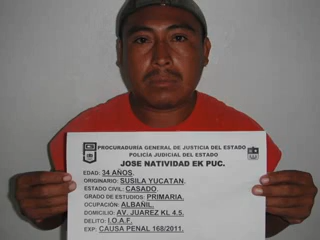 PROCURADURIA GENERAL DE JUSTICIA DEL ESTADO
POLICÍA JUDICIAL DEL ESTADO
JOSE NATIVIDAD EK PUC.
EDAD: 34 AÑOS.
ORIGINARIO: SUSILA YUCATAN.
ESTADO CIVIL: CASADO.
GRADO DE ESTUDIOS: PRIMARIA.
OCUPACIÓN: ALBAÑIL.
DOMICILIO: AV. JUAREZ KL 4.5.
DELITO: I.O.A.F.
EXP: CAUSA PENAL 168/2011.